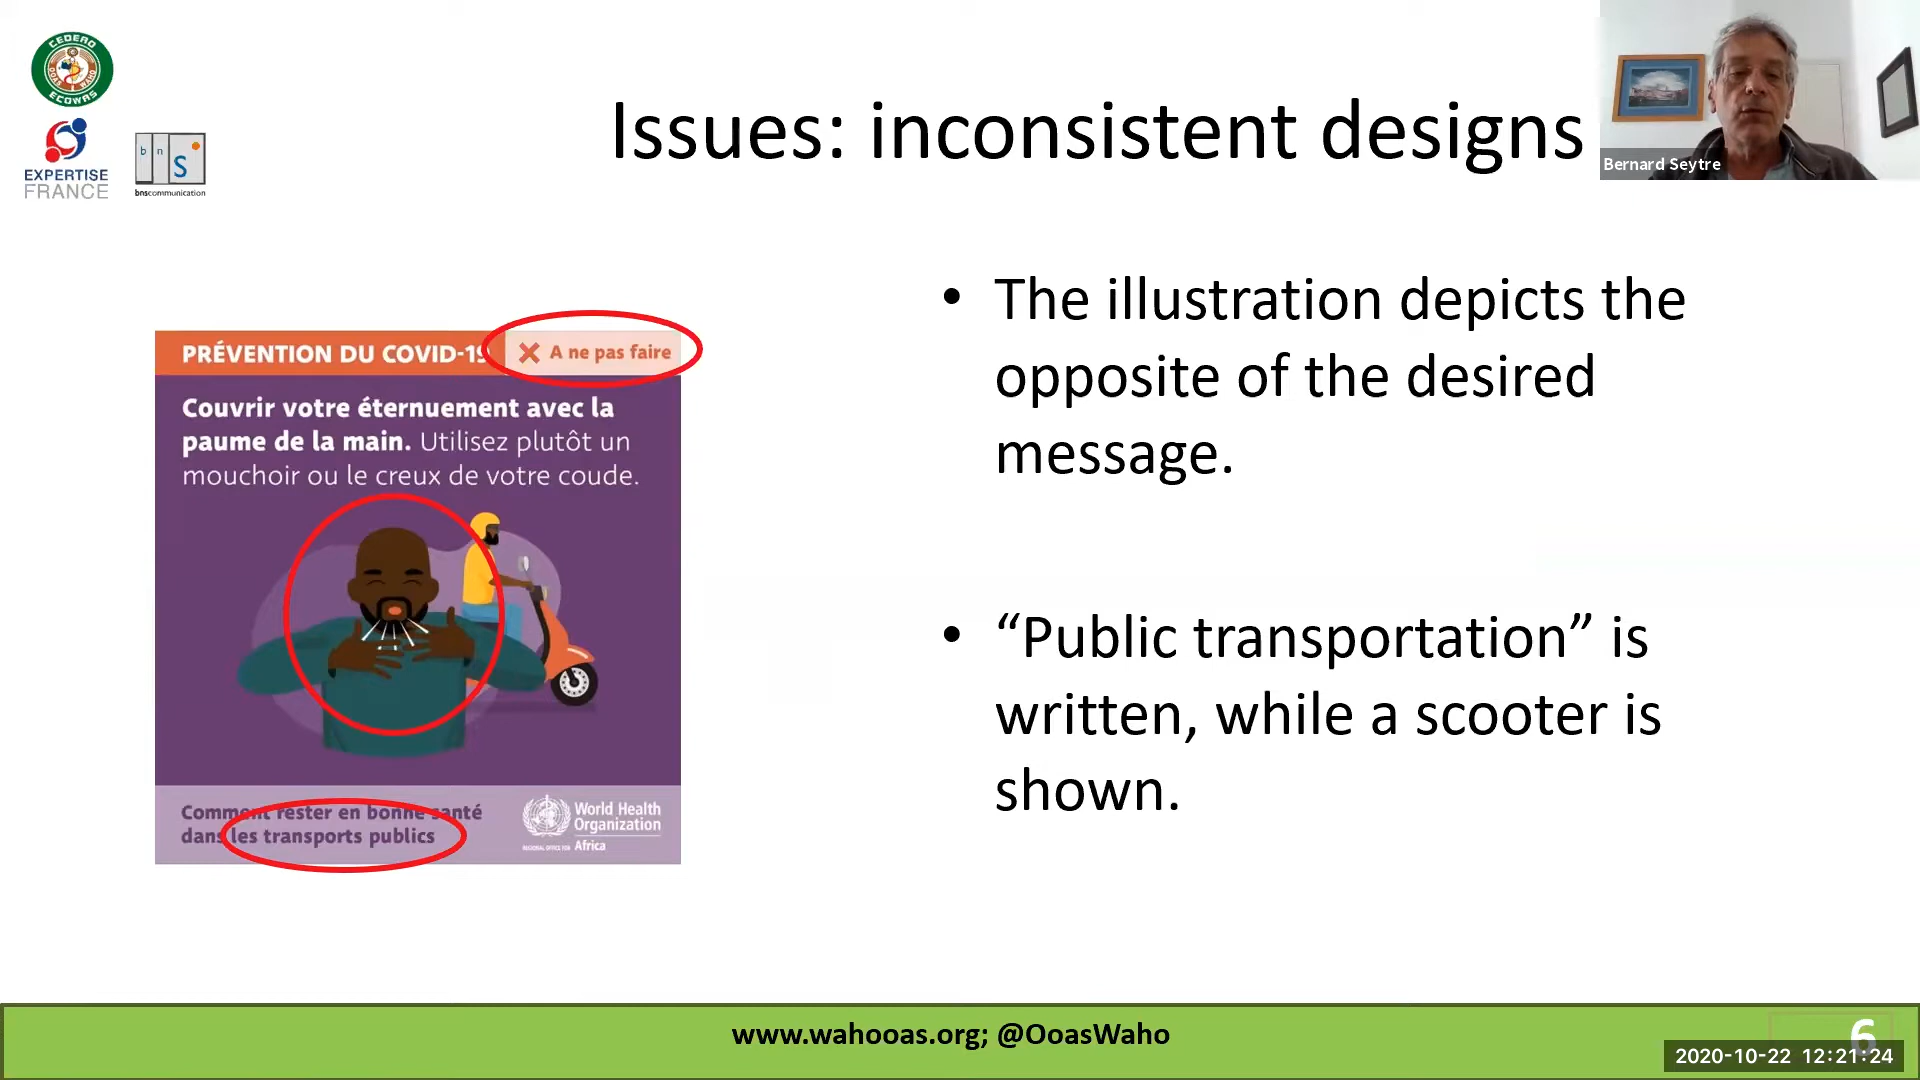 CEDEAO
OOAS WAHO
ECOWAS
EXPERTISE
FRANCE
b n S
bnscommunication
Issues: inconsistent designs
Bernard Seytre
PRÉVENTION DU COVID-19
A ne pas faire
Couvrir votre éternuement avec la
paume de la main. Utilisez plutôt un
mouchoir ou le creux de votre coude.
Comment rester en bonne santé
dans les transports publics
World Health
Organization
REGIONAL OFFICE FOR Africa
• The illustration depicts the
opposite of the desired
message.
• “Public transportation” is
written, while a scooter is
shown.
www.wahooas.org; @OoasWaho
6
2020-10-22 12:21:24